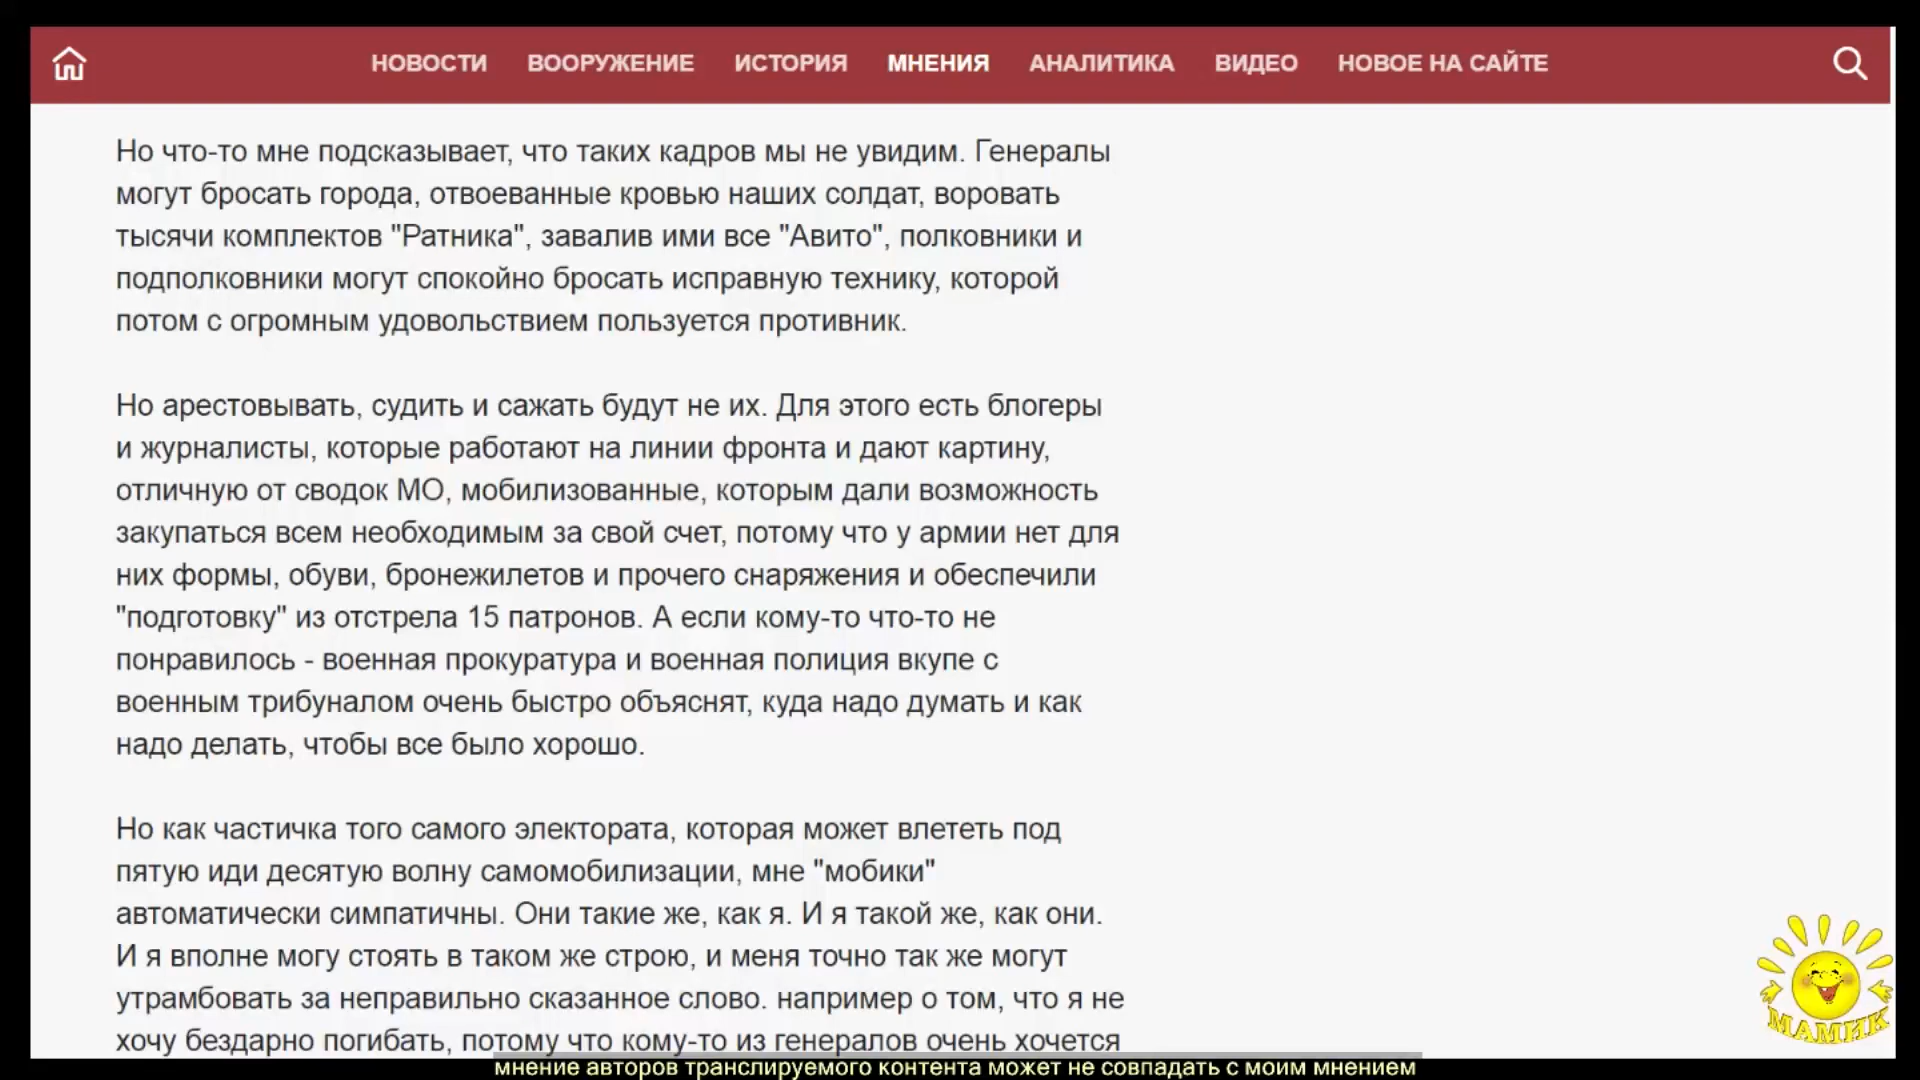 НОВОСТИ ВООРУЖЕНИЕ ИСТОРИЯ МНЕНИЯ АНАЛИТИКА ВИДЕО НОВОЕ НА САЙТЕ
Но что-то мне подсказывает, что таких кадров мы не увидим. Генералы
могут бросать города, отвоеванные кровью наших солдат, воровать
тысячи комплектов "Ратника", завалив ими все "Авито", полковники и
подполковники могут спокойно бросать исправную технику, которой
потом с огромным удовольствием пользуется противник.
Но арестовывать, судить и сажать будут не их. Для этого есть блогеры
и журналисты, которые работают на линии фронта и дают картину,
отличную от сводок МО, мобилизованные, которым дали возможность
закупаться всем необходимым за свой счет, потому что у армии нет для
них формы, обуви, бронежилетов и прочего снаряжения и обеспечили
"подготовку" из отстрела 15 патронов. А если кому-то что-то не
понравилось - военная прокуратура и военная полиция вкупе с
военным трибуналом очень быстро объяснят, куда надо думать и как
надо делать, чтобы все было хорошо.
Но как частичка того самого электората, которая может влететь под
пятую иди десятую волну самомобилизации, мне "мобики"
автоматически симпатичны. Они такие же, как я. И я такой же, как они.
И я вполне могу стоять в таком же строю, и меня точно так же могут
утрамбовать за неправильно сказанное слово. например о том, что я не
хочу бездарно погибать, потому что кому-то из генералов очень хочется
МАМИК
мнение авторов транслируемого контента может не совпадать с моим мнением